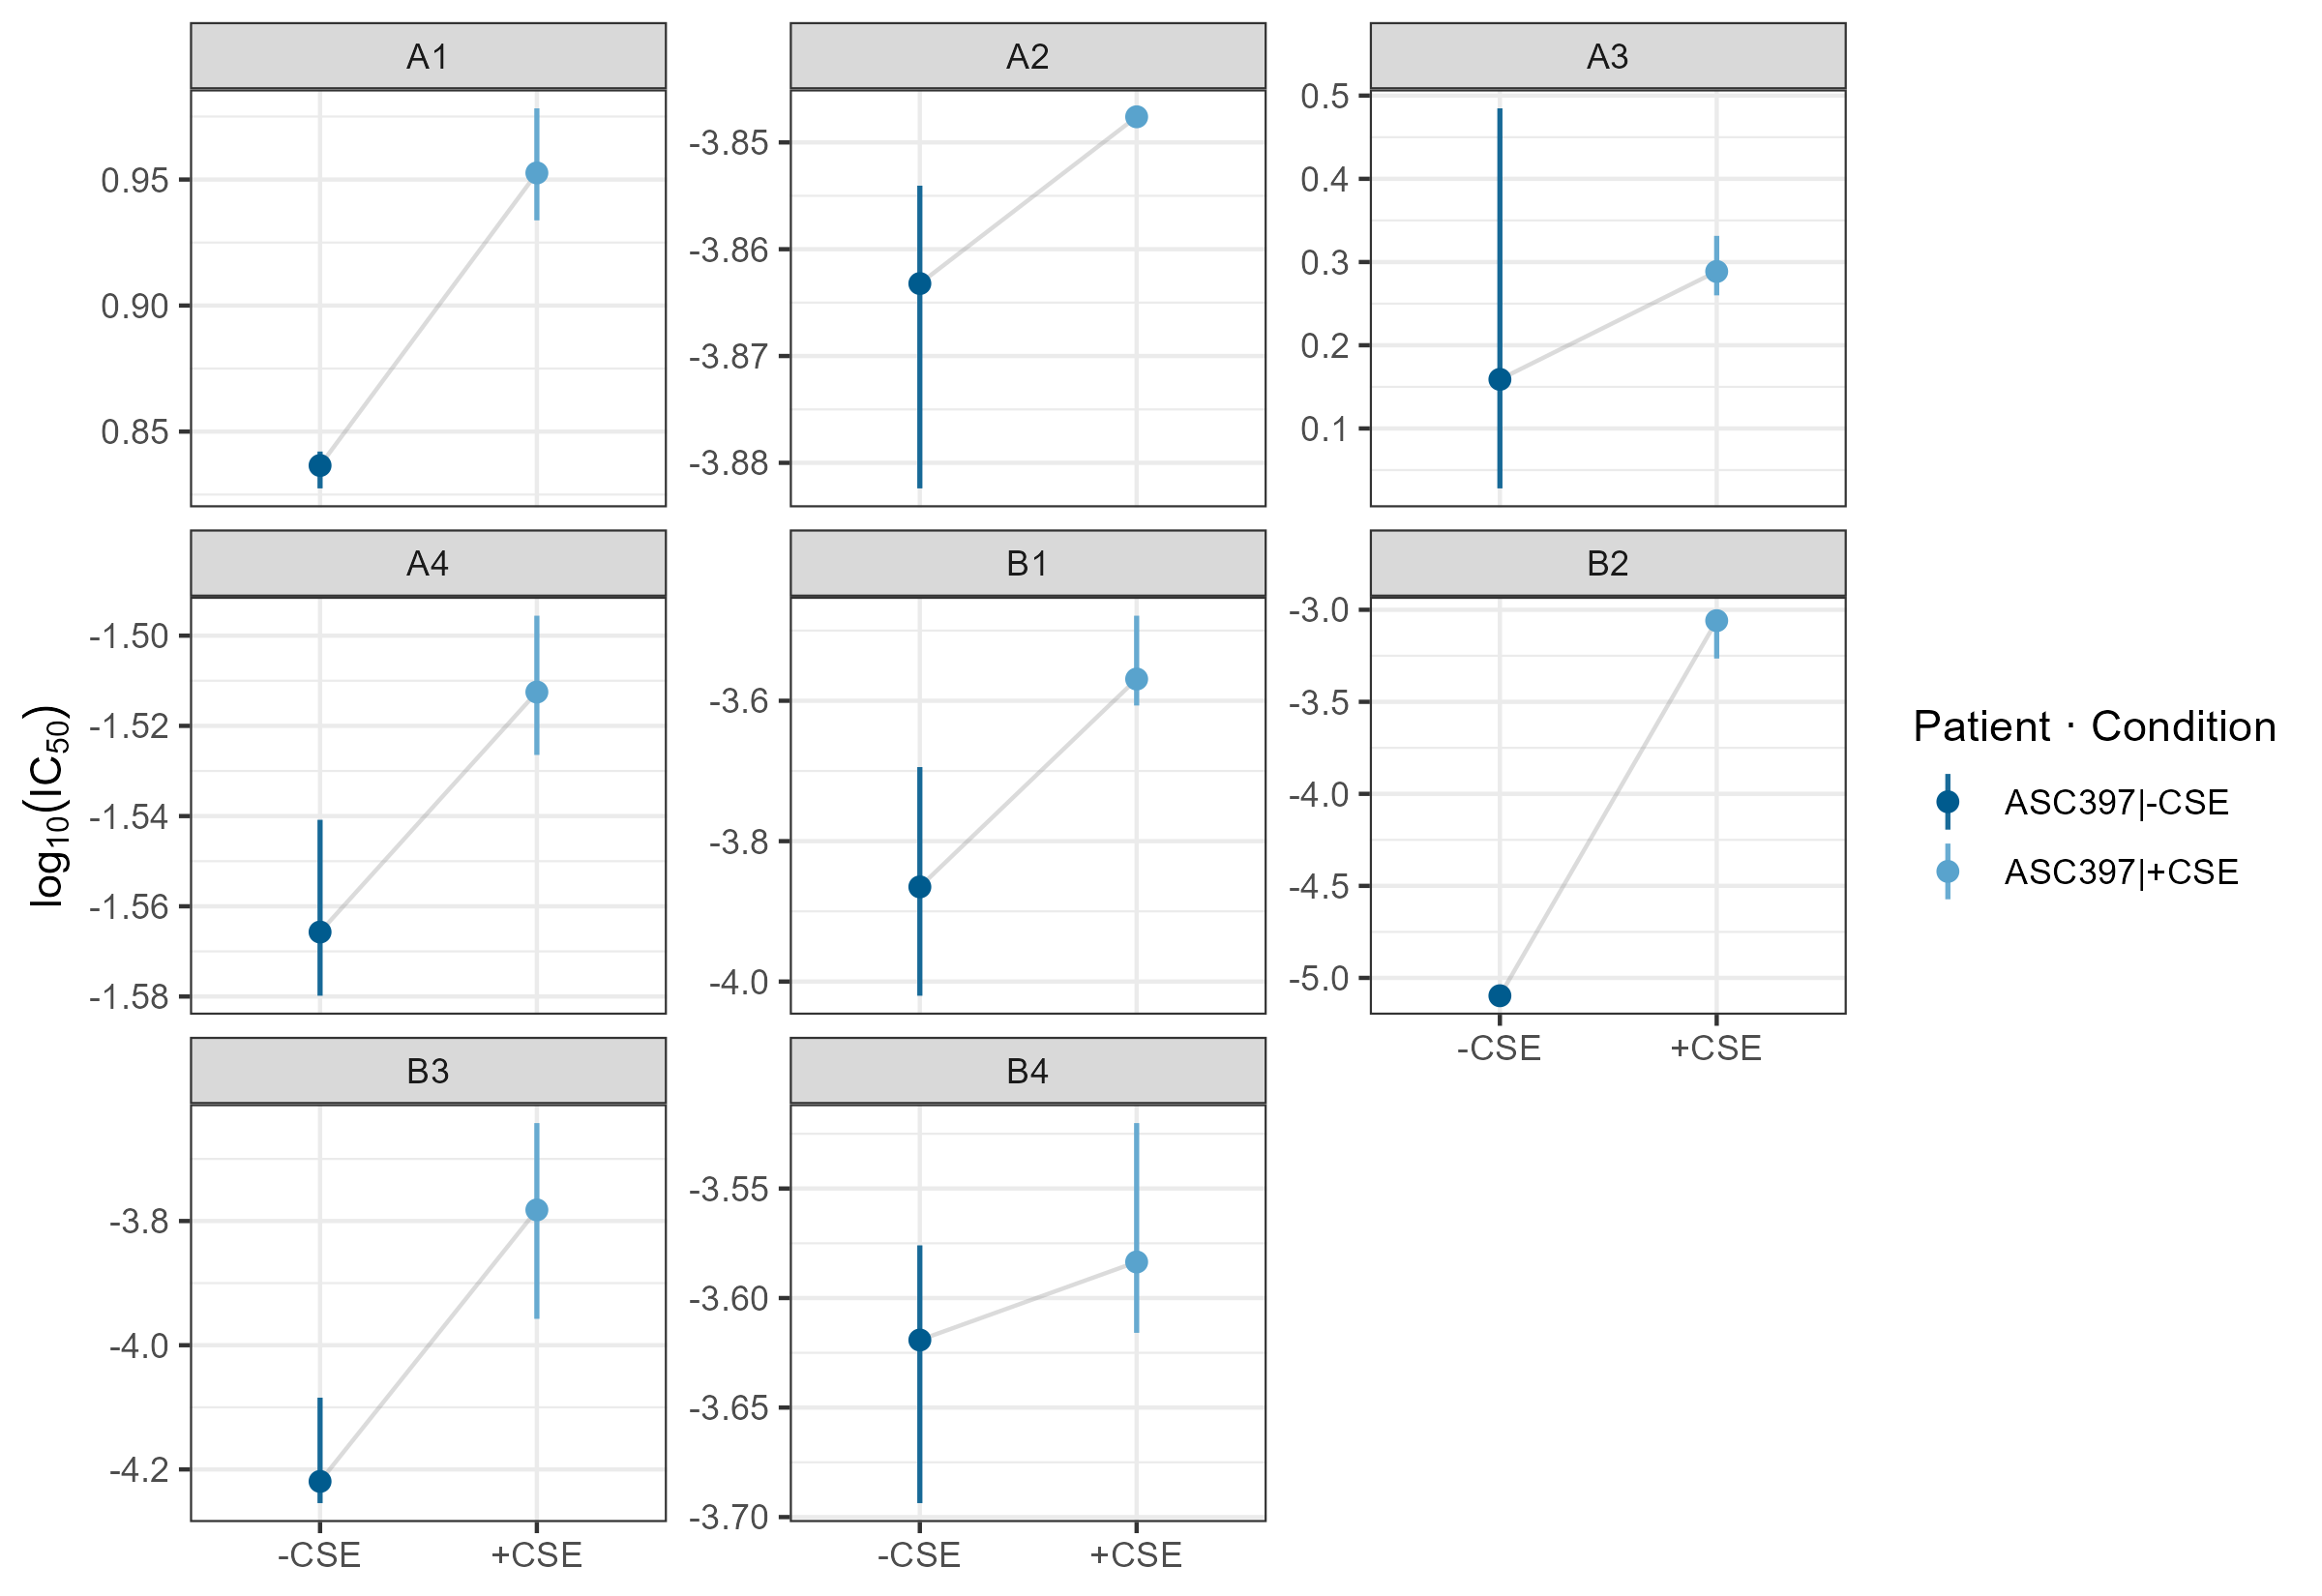 A1
A2
A3
0.95
0.90
0.85
-3.85
-3.86
-3.87
-3.88
0.5
0.4
0.3
0.2
0.1
A4
B1
B2
-1.50
-1.52
-1.54
-1.56
-1.58
-3.6
-3.8
-4.0
-3.0
-3.5
-4.0
-4.5
-5.0
-CSE +CSE
B3
B4
-3.8
-4.0
-4.2
-3.55
-3.60
-3.65
-3.70
-CSE +CSE
-CSE +CSE
log10(IC50)
Patient · Condition
ASC397|-CSE
ASC397|+CSE